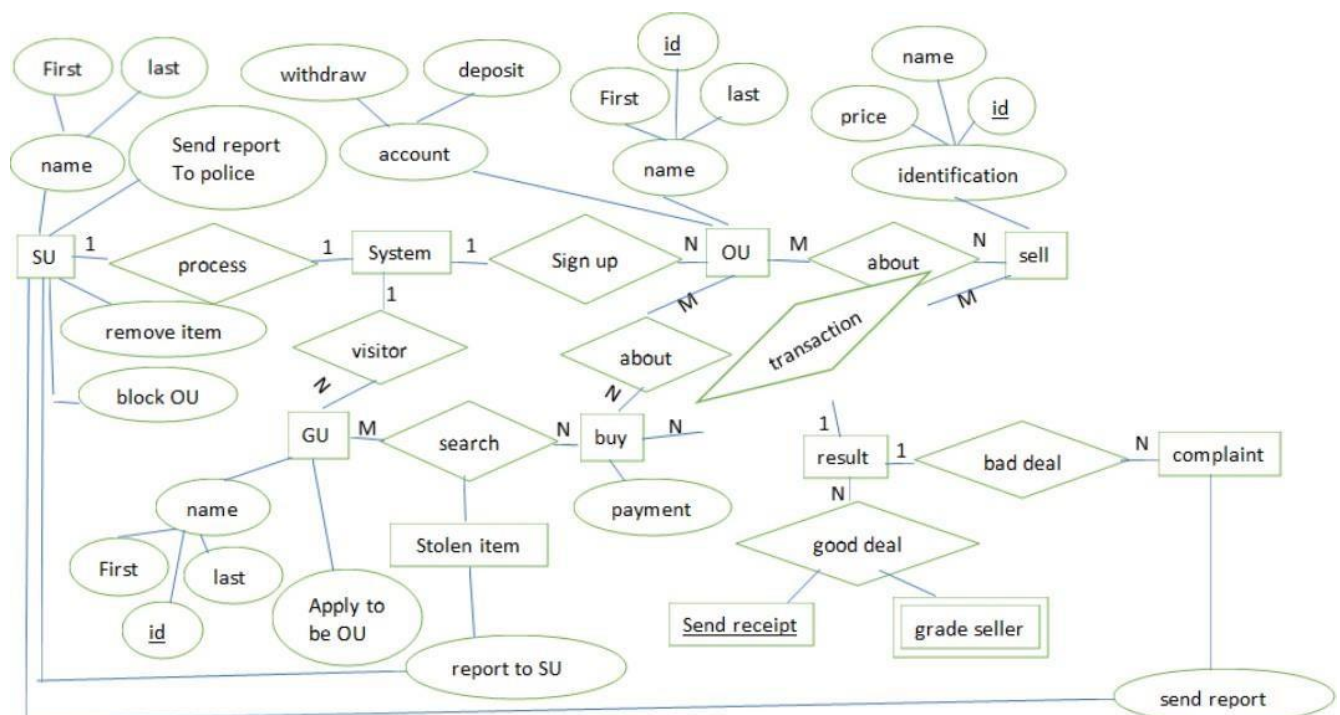 id
First
last
withdraw
deposit
First
last
name
price
id
name
Send report
To police
account
name
identification
SU
1
process
1
System
1
Sign up
N
OU
M
about
N
sell
remove item
1
visitor
M
about
transaction
M
block OU
N
N
GU
M
search
N
buy
N
1
result
1
bad deal
N
complaint
name
payment
N
good deal
First
last
id
Stolen item
Apply to
be OU
Send receipt
grade seller
report to SU
send report